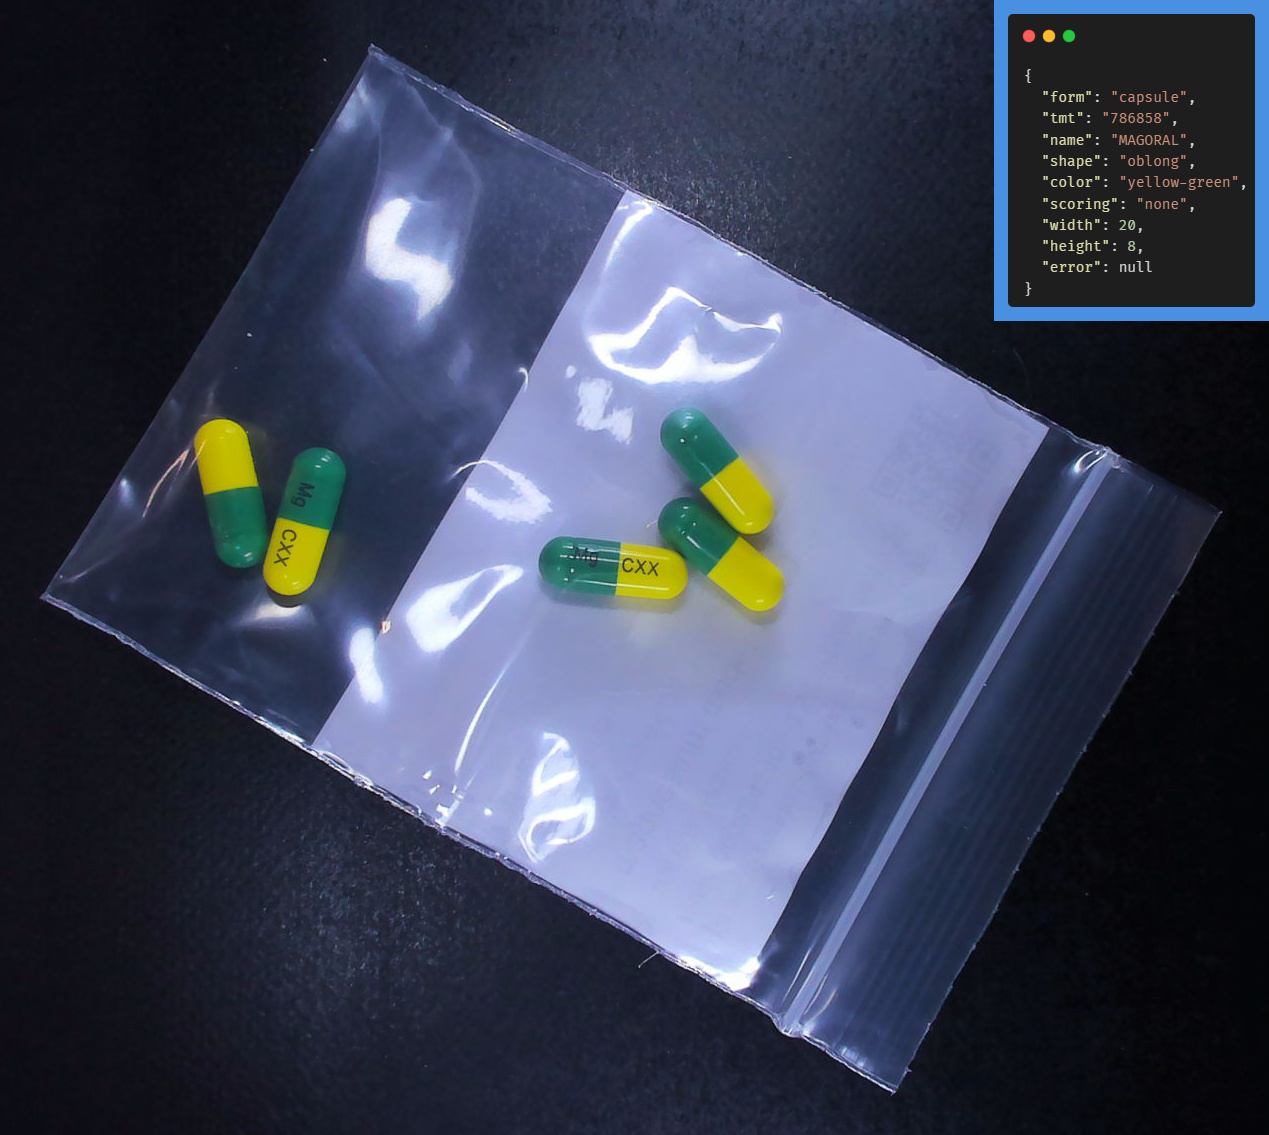 {
"form": "capsule",
"tmt": "786858",
"name": "MAGORAL",
"shape": "oblong",
"color": "yellow-green",
"scoring": "none",
"width": 20,
"height": 8,
"error": null
}
Mg
CXX
Mg CXX